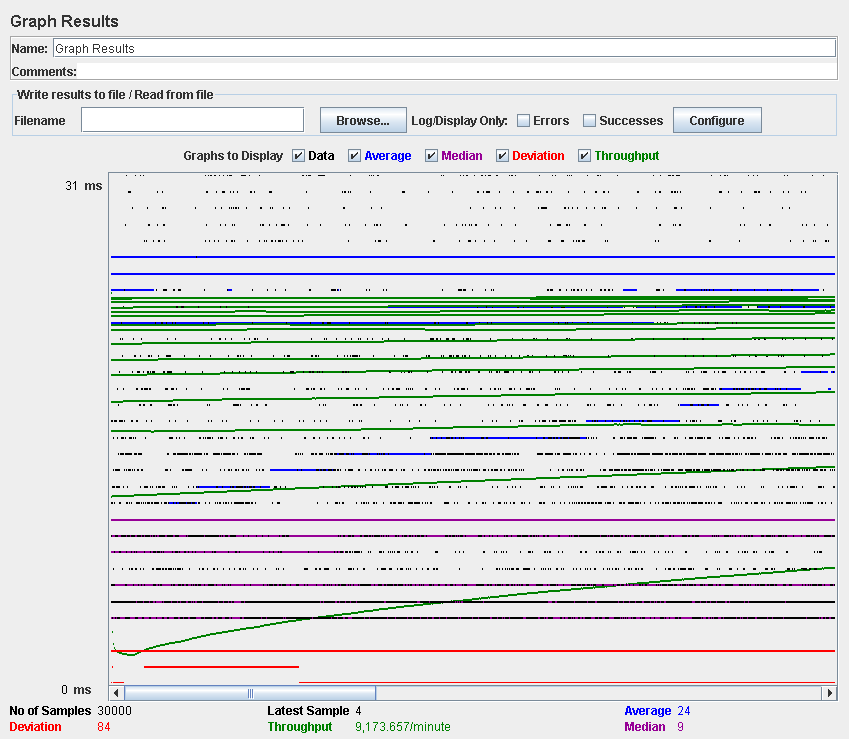 Graph Results
Name: Graph Results
Comments:
Write results to file / Read from file
Filename Browse... Log/Display Only: Errors Successes Configure
Graphs to Display Data Average Median Deviation Throughput
31 ms
0 ms
No of Samples 30000 Latest Sample 4 Average 24
Deviation 84 Throughput 9,173.657/minute Median 9